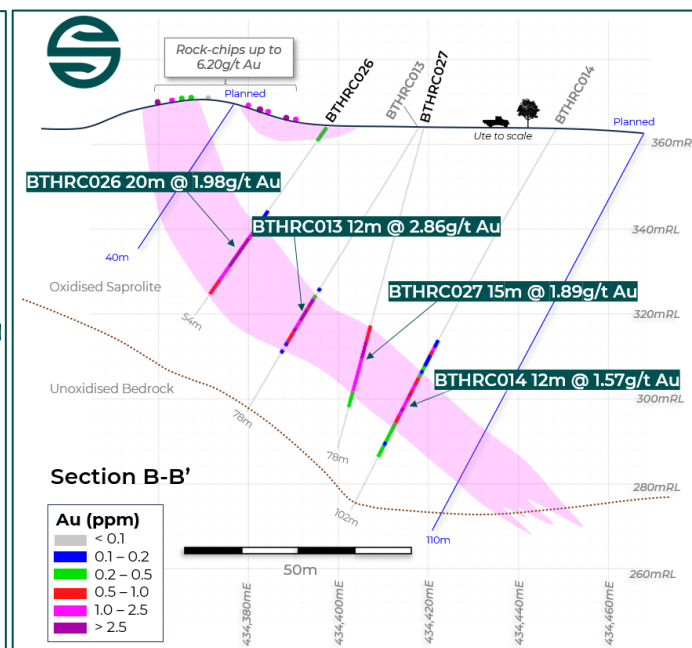 Rock-chips up to
6.20g/t Au
Planned
BTHRC026
BTHRC013
BTHRC027
BTHRC014
Planned
Ute to scale
360mRL
BTHRC026 20m @ 1.98g/t Au
BTHRC013 12m @ 2.86g/t Au
340mRL
40m
Oxidised Saprolite
BTHRC027 15m @ 1.89g/t Au
54m
320mRL
Unoxidised Bedrock
BTHRC014 12m @ 1.57g/t Au
300mRL
78m
78m
Section B-B'
102m
280mRL
110m
Au (ppm)
< 0.1
0.1 – 0.2
0.2 – 0.5
0.5 – 1.0
1.0 – 2.5
> 2.5
50m
260mRL
434,380mE
434,400mE
434,420mE
434,440mE
434,460mE